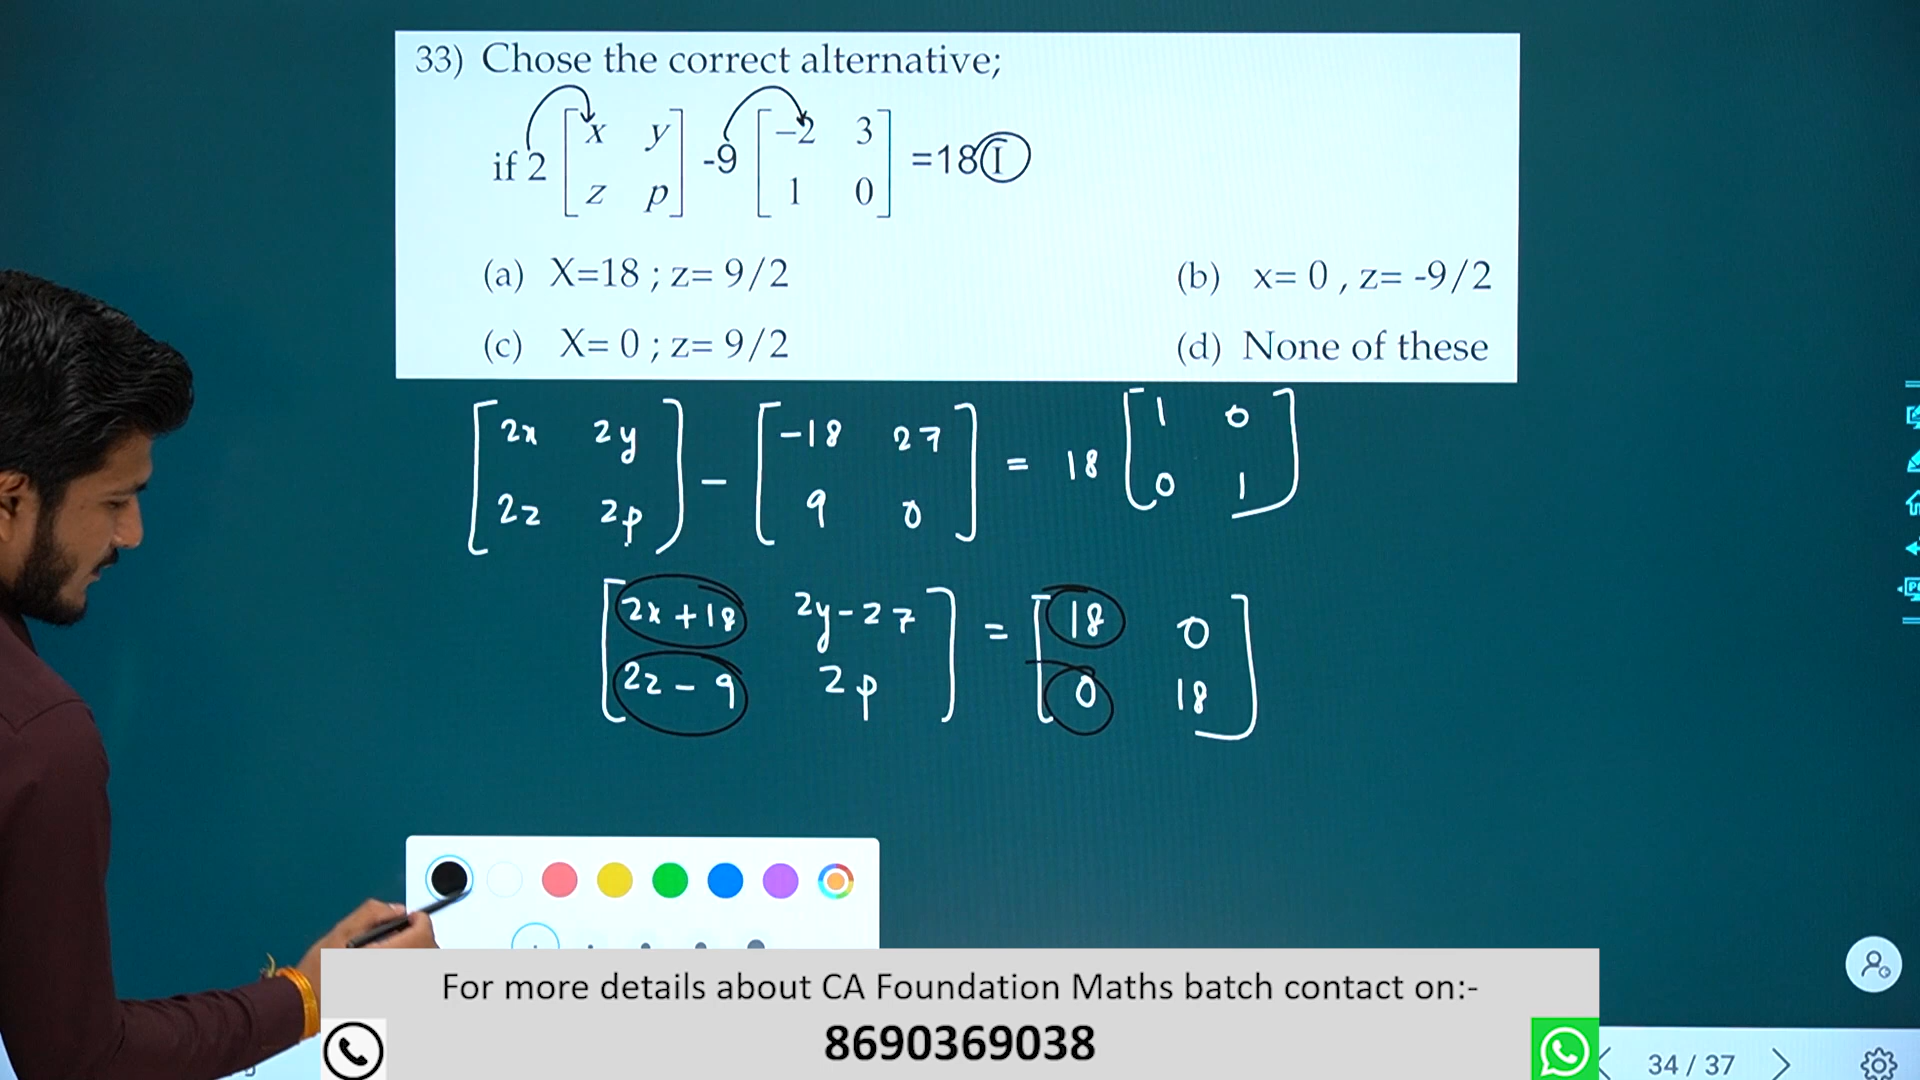 33) Chose the correct alternative;
if 2 [x y; z p] -9 [-2 3; 1 0] =18I
(a) X=18 ; z= 9/2
(b) x= 0 , z= -9/2
(c) X= 0 ; z= 9/2
(d) None of these
[2x 2y; 2z 2p] - [-18 27; 9 0] = 18 [1 0; 0 1]
[2x+18 2y-27; 2z-9 2p] = [18 0; 0 18]
For more details about CA Foundation Maths batch contact on:-
8690369038
34 / 37